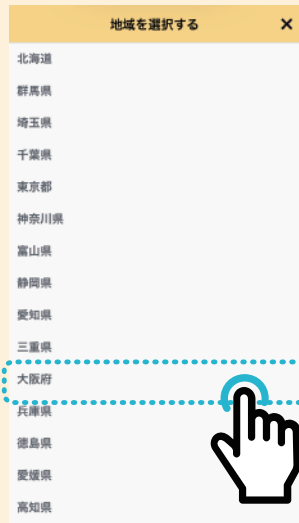 地域を選択する ✕
北海道
群馬県
埼玉県
千葉県
東京都
神奈川県
富山県
静岡県
愛知県
三重県
大阪府
兵庫県
徳島県
愛媛県
高知県